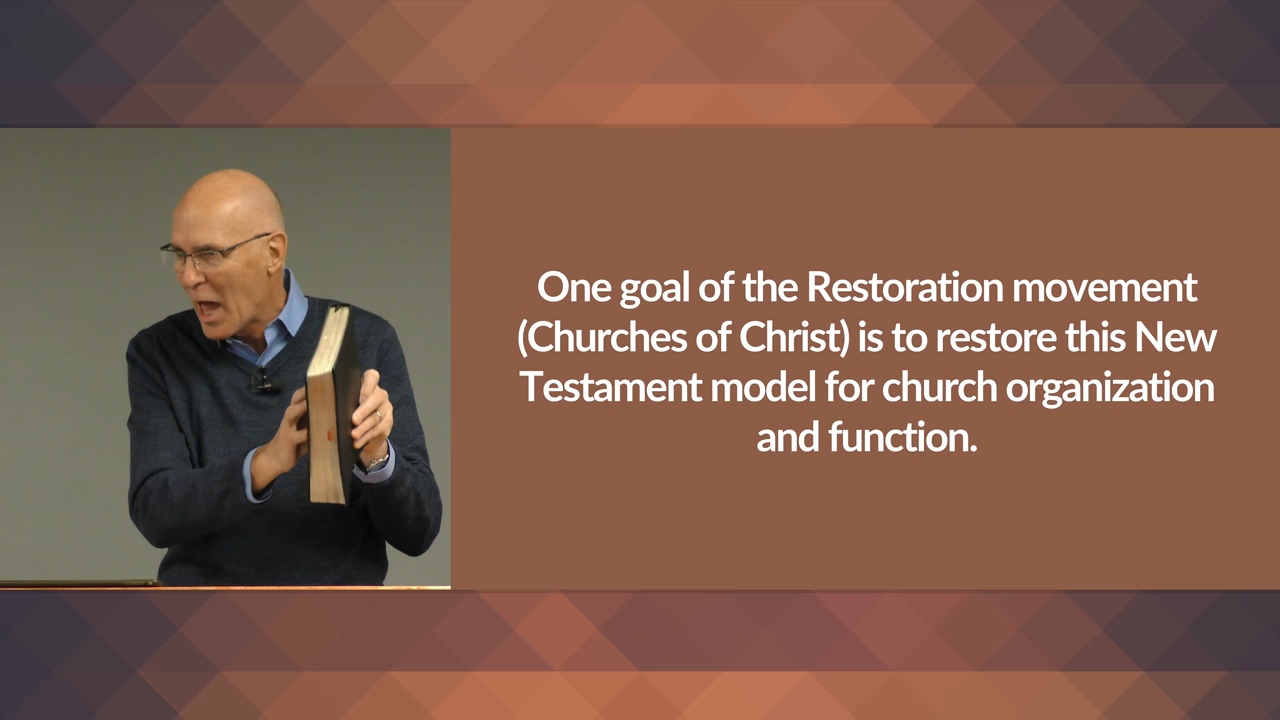 One goal of the Restoration movement
(Churches of Christ) is to restore this New
Testament model for church organization
and function.